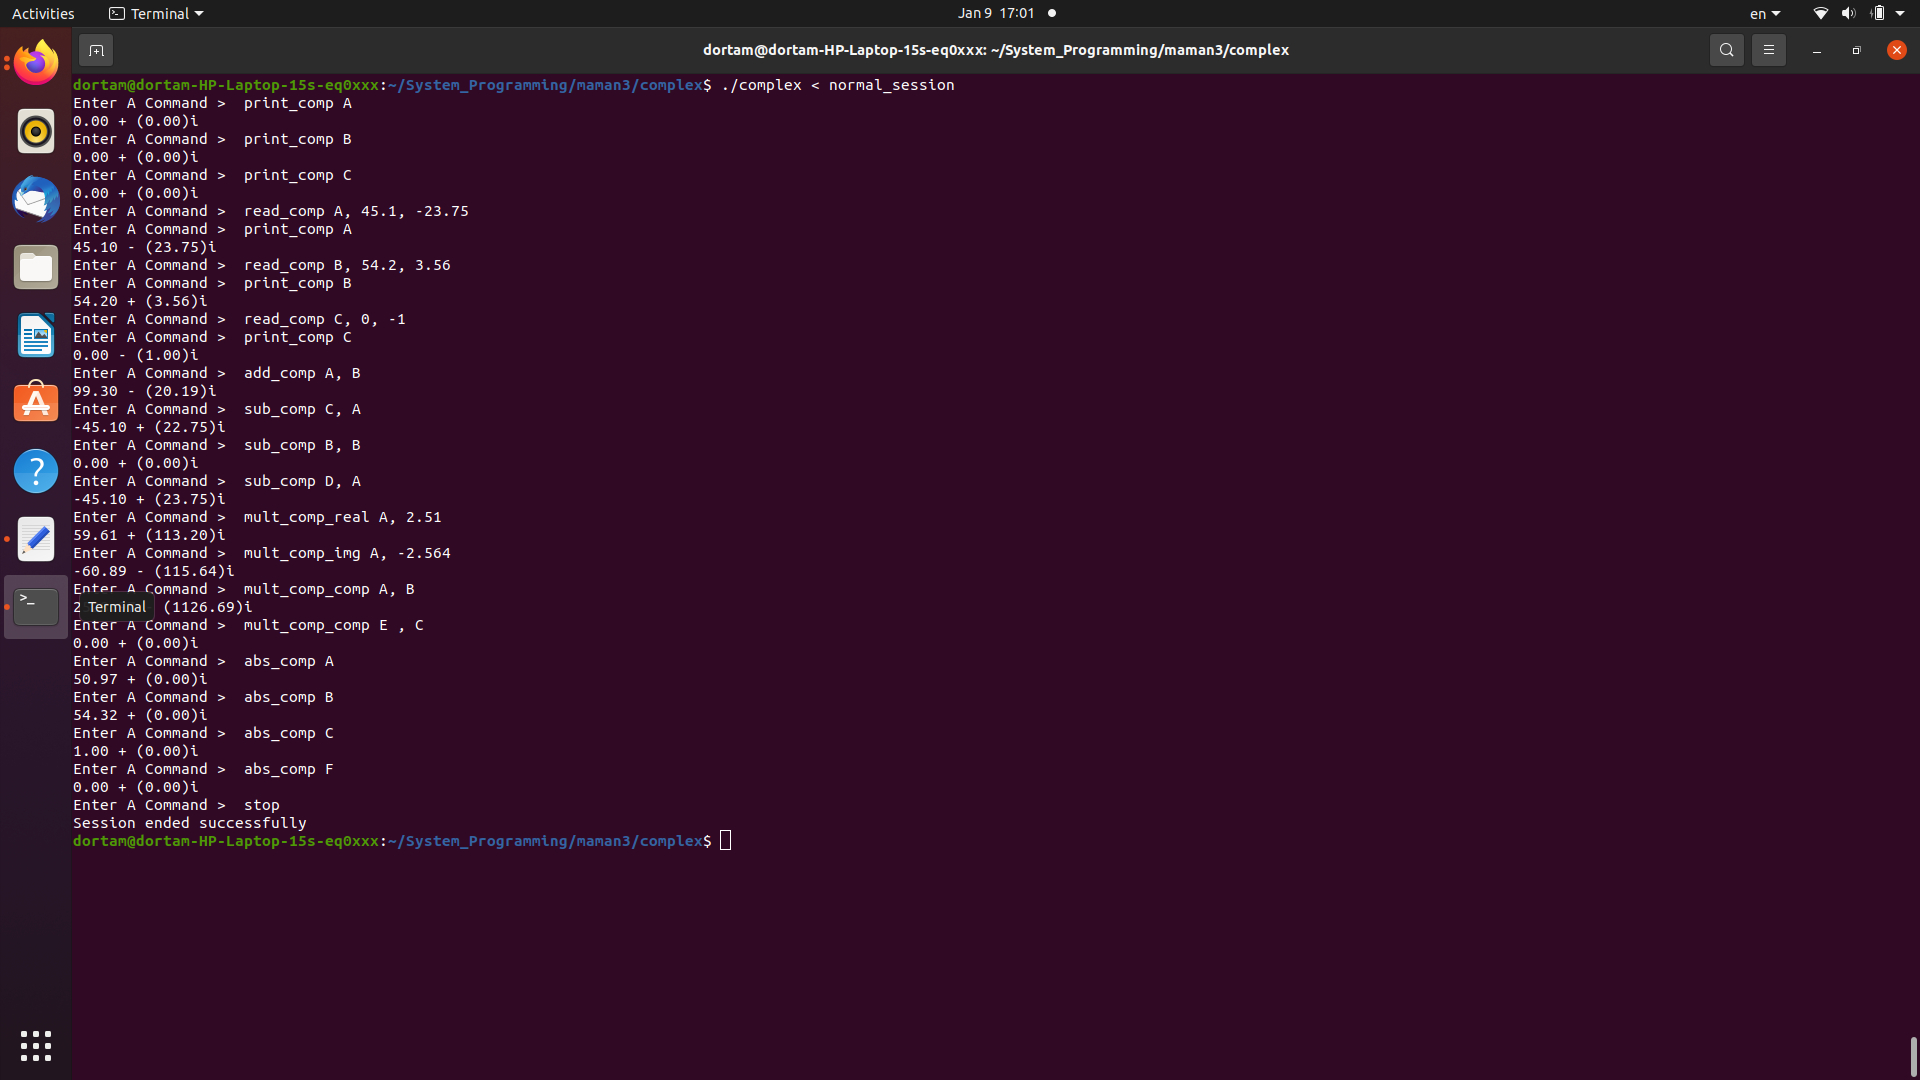 Activities
Terminal
Jan 9 17:01
en
dortam@dortam-HP-Laptop-15s-eq0xxx: ~/System_Programming/maman3/complex
dortam@dortam-HP-Laptop-15s-eq0xxx:~/System_Programming/maman3/complex$ ./complex < normal_session
Enter A Command >  print_comp A
0.00 + (0.00)i
Enter A Command >  print_comp B
0.00 + (0.00)i
Enter A Command >  print_comp C
0.00 + (0.00)i
Enter A Command >  read_comp A, 45.1, -23.75
Enter A Command >  print_comp A
45.10 - (23.75)i
Enter A Command >  read_comp B, 54.2, 3.56
Enter A Command >  print_comp B
54.20 + (3.56)i
Enter A Command >  read_comp C, 0, -1
Enter A Command >  print_comp C
0.00 - (1.00)i
Enter A Command >  add_comp A, B
99.30 - (20.19)i
Enter A Command >  sub_comp C, A
-45.10 + (22.75)i
Enter A Command >  sub_comp B, B
0.00 + (0.00)i
Enter A Command >  sub_comp D, A
-45.10 + (23.75)i
Enter A Command >  mult_comp_real A, 2.51
59.61 + (113.20)i
Enter A Command >  mult_comp_img A, -2.564
-60.89 - (115.64)i
Enter A Command >  mult_comp_comp A, B
Terminal (1126.69)i
Enter A Command >  mult_comp_comp E , C
0.00 + (0.00)i
Enter A Command >  abs_comp A
50.97 + (0.00)i
Enter A Command >  abs_comp B
54.32 + (0.00)i
Enter A Command >  abs_comp C
1.00 + (0.00)i
Enter A Command >  abs_comp F
0.00 + (0.00)i
Enter A Command >  stop
Session ended successfully
dortam@dortam-HP-Laptop-15s-eq0xxx:~/System_Programming/maman3/complex$